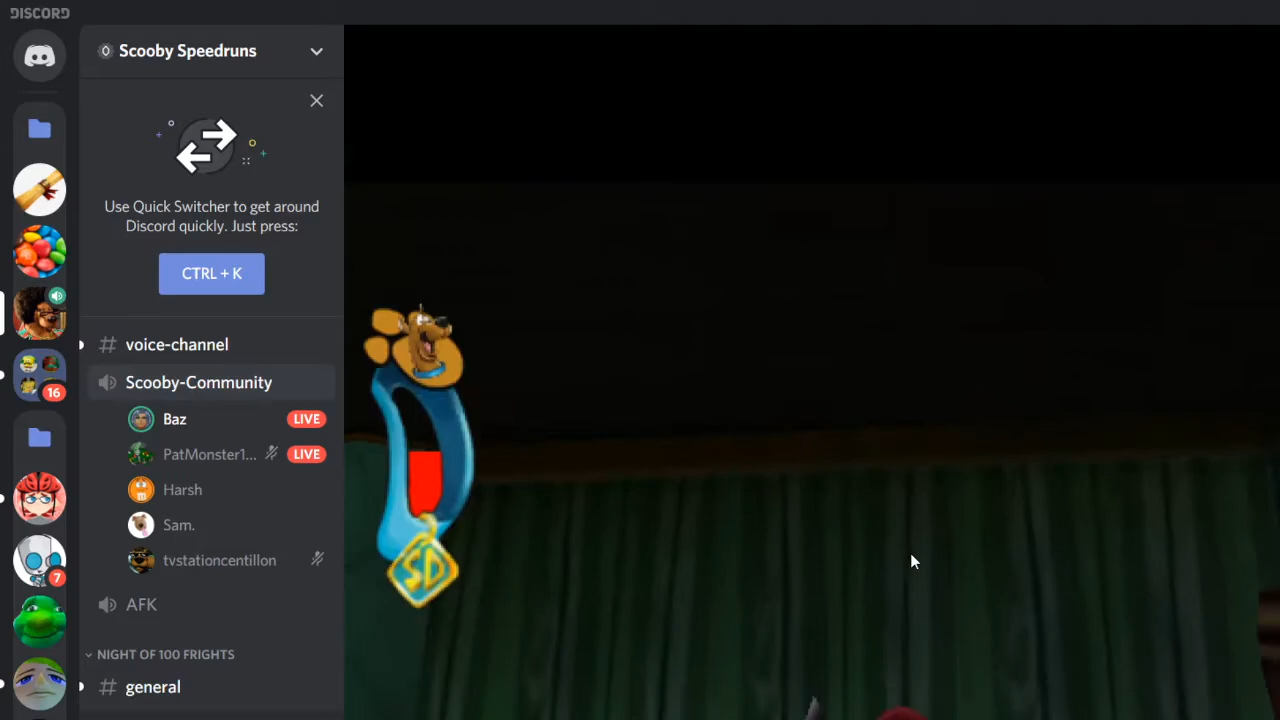 DISCORD
Scooby Speedruns
Use Quick Switcher to get around
Discord quickly. Just press:
CTRL + K
voice-channel
Scooby-Community
Baz LIVE
16
PatMonster1... LIVE
Harsh
Sam.
tvstationcentillon
7
AFK
NIGHT OF 100 FRIGHTS
general
SD